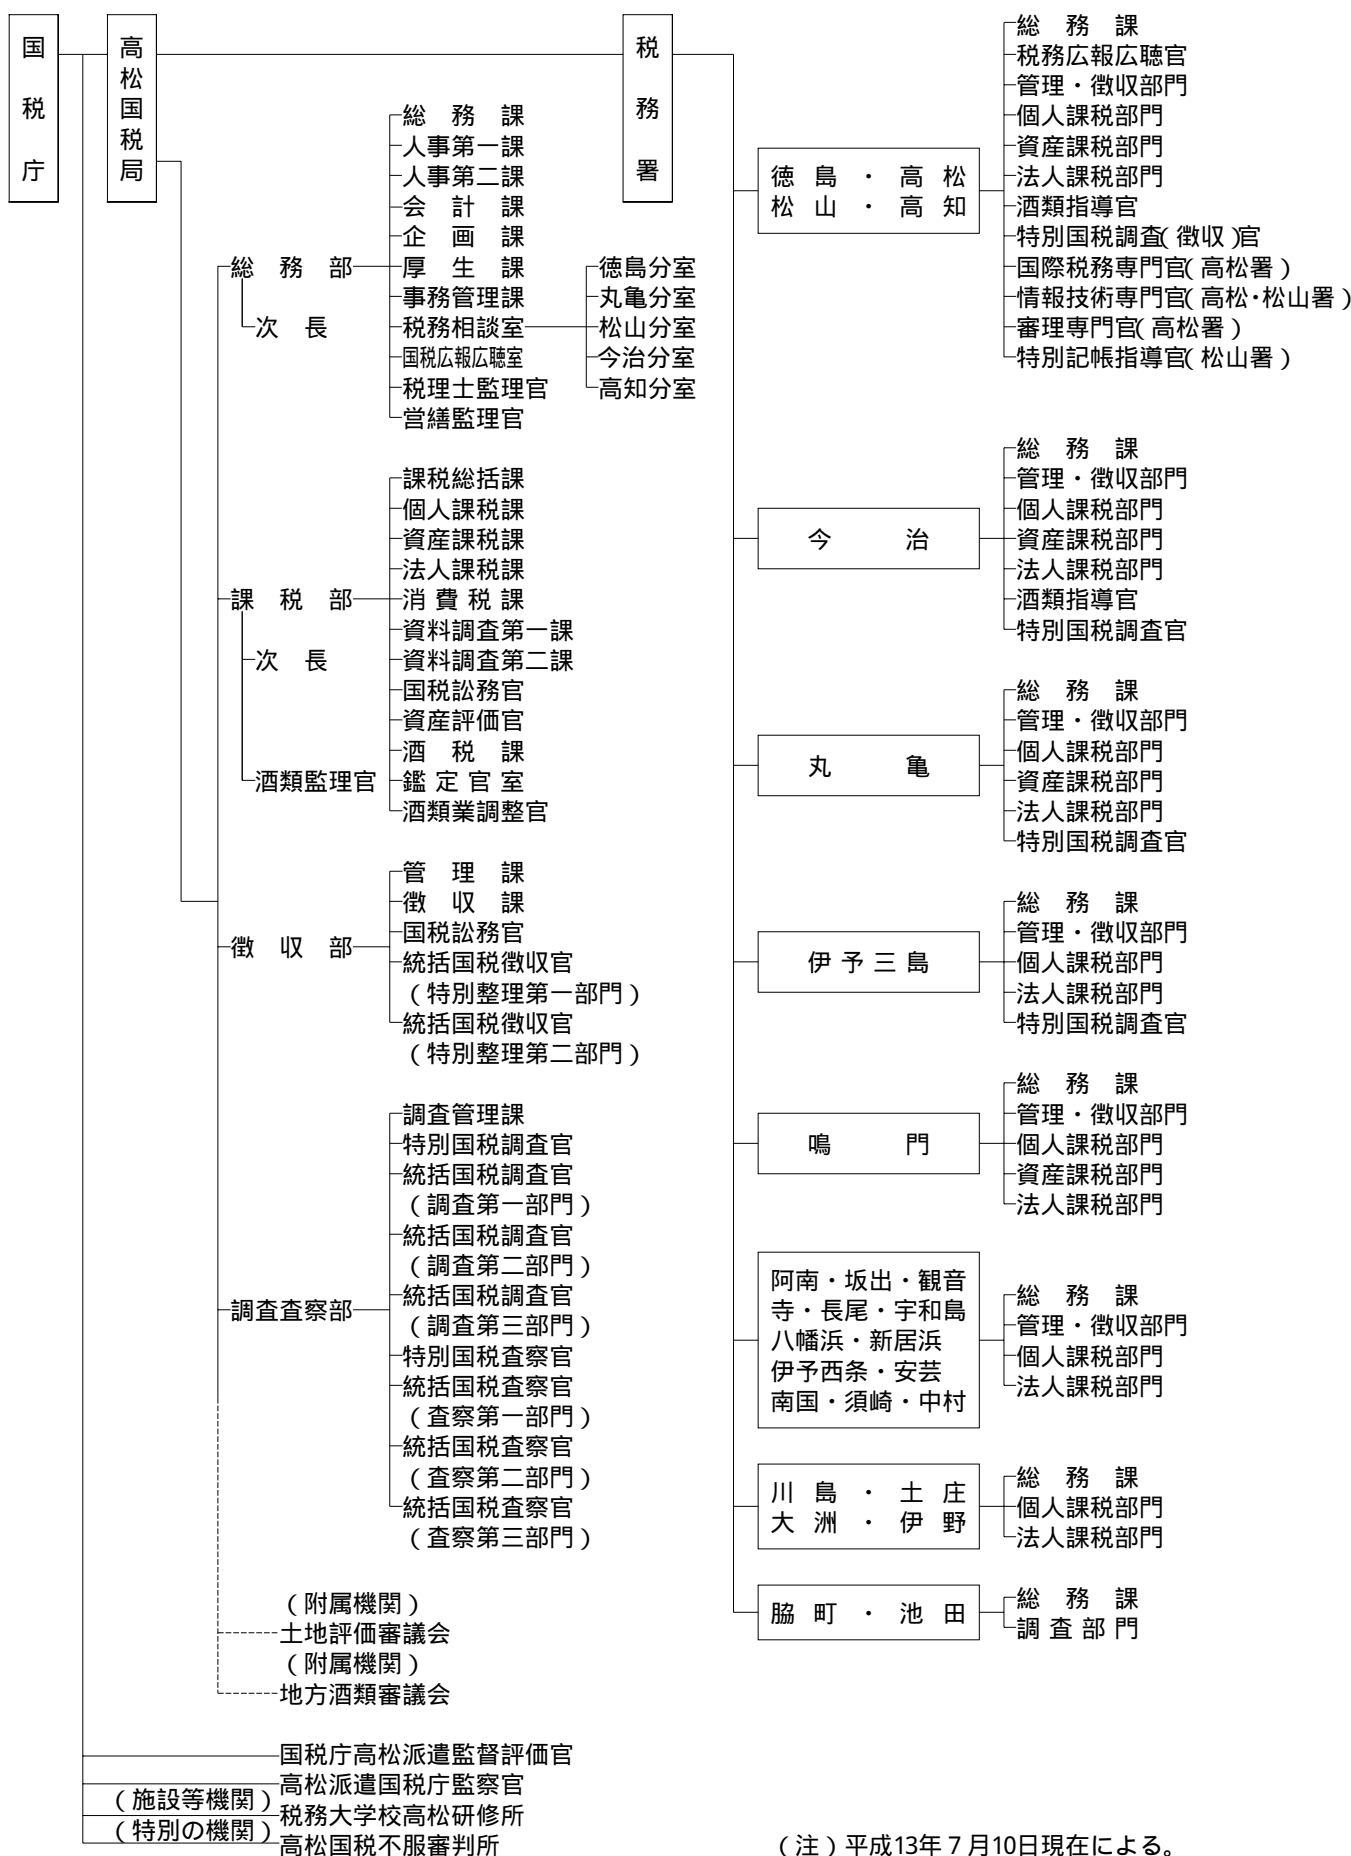 国税庁
高松国税局
総務部
次長
総務課
人事第一課
人事第二課
会計課
企画課
厚生課
事務管理課
税務相談室
国税広報広聴室
税理士監理官
営繕監理官
徳島分室
丸亀分室
松山分室
今治分室
高知分室
課税部
次長
酒類監理官
課税総括課
個人課税課
資産課税課
法人課税課
消費税課
資料調査第一課
資料調査第二課
国税訟務官
資産評価官
酒税課
鑑定官室
酒類業調整官
徴収部
管理課
徴収課
国税訟務官
統括国税徴収官
(特別整理第一部門)
統括国税徴収官
(特別整理第二部門)
調査査察部
調査管理課
特別国税調査官
統括国税調査官
(調査第一部門)
統括国税調査官
(調査第二部門)
統括国税調査官
(調査第三部門)
特別国税査察官
統括国税査察官
(査察第一部門)
統括国税査察官
(査察第二部門)
統括国税査察官
(査察第三部門)
(附属機関)
土地評価審議会
(附属機関)
地方酒類審議会
国税庁高松派遣監督評価官
高松派遣国税庁監察官
(施設等機関)
税務大学校高松研修所
(特別の機関)
高松国税不服審判所
税務署
徳島・高松
松山・高知
総務課
税務広報広聴官
管理・徴収部門
個人課税部門
資産課税部門
法人課税部門
酒類指導官
特別国税調査(徴収)官
国際税務専門官(高松署)
情報技術専門官(高松・松山署)
審理専門官(高松署)
特別記帳指導官(松山署)
今治
総務課
管理・徴収部門
個人課税部門
資産課税部門
法人課税部門
酒類指導官
特別国税調査官
丸亀
総務課
管理・徴収部門
個人課税部門
資産課税部門
法人課税部門
特別国税調査官
伊予三島
総務課
管理・徴収部門
個人課税部門
法人課税部門
特別国税調査官
鳴門
総務課
管理・徴収部門
個人課税部門
資産課税部門
法人課税部門
阿南・坂出・観音
寺・長尾・宇和島
八幡浜・新居浜
伊予西条・安芸
南国・須崎・中村
総務課
管理・徴収部門
個人課税部門
法人課税部門
川島・土庄
大洲・伊野
総務課
個人課税部門
法人課税部門
脇町・池田
総務課
調査部門
(注)平成13年7月10日現在による。